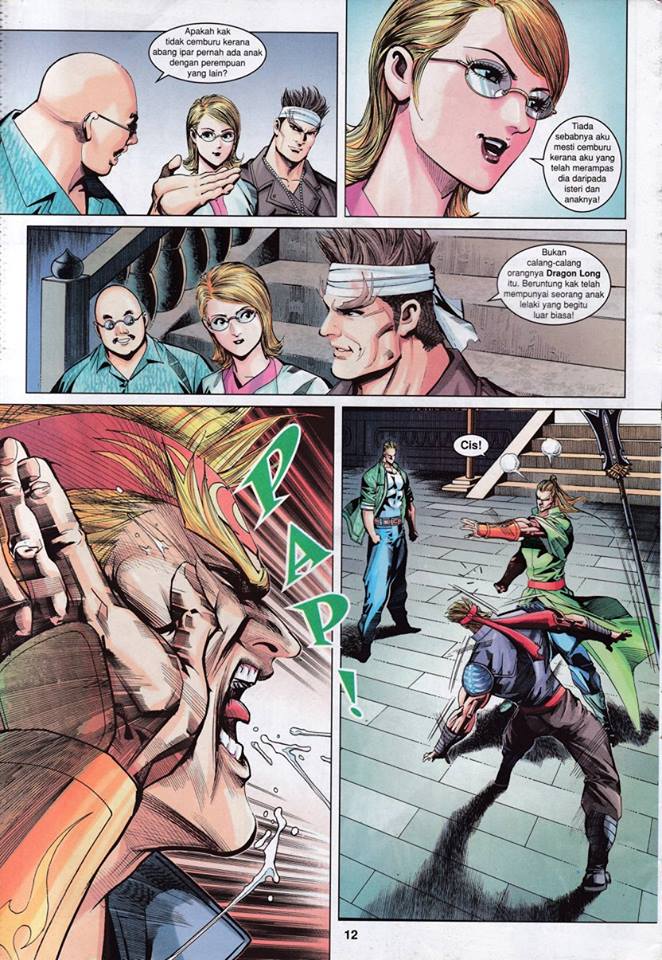 Apakah kak
tidak cemburu kerana
abang ipar pernah ada anak
dengan perempuan
yang lain?
Tiada
sebabnya aku
mesti cemburu
kerana aku yang
telah merampas
dia daripada
isteri dan
anaknya!
Bukan
calang-calang
orangnya Dragon Long
itu. Beruntung kak telah
mempunyai seorang anak
lelaki yang begitu
luar biasa!
PAP!
Cis!
12